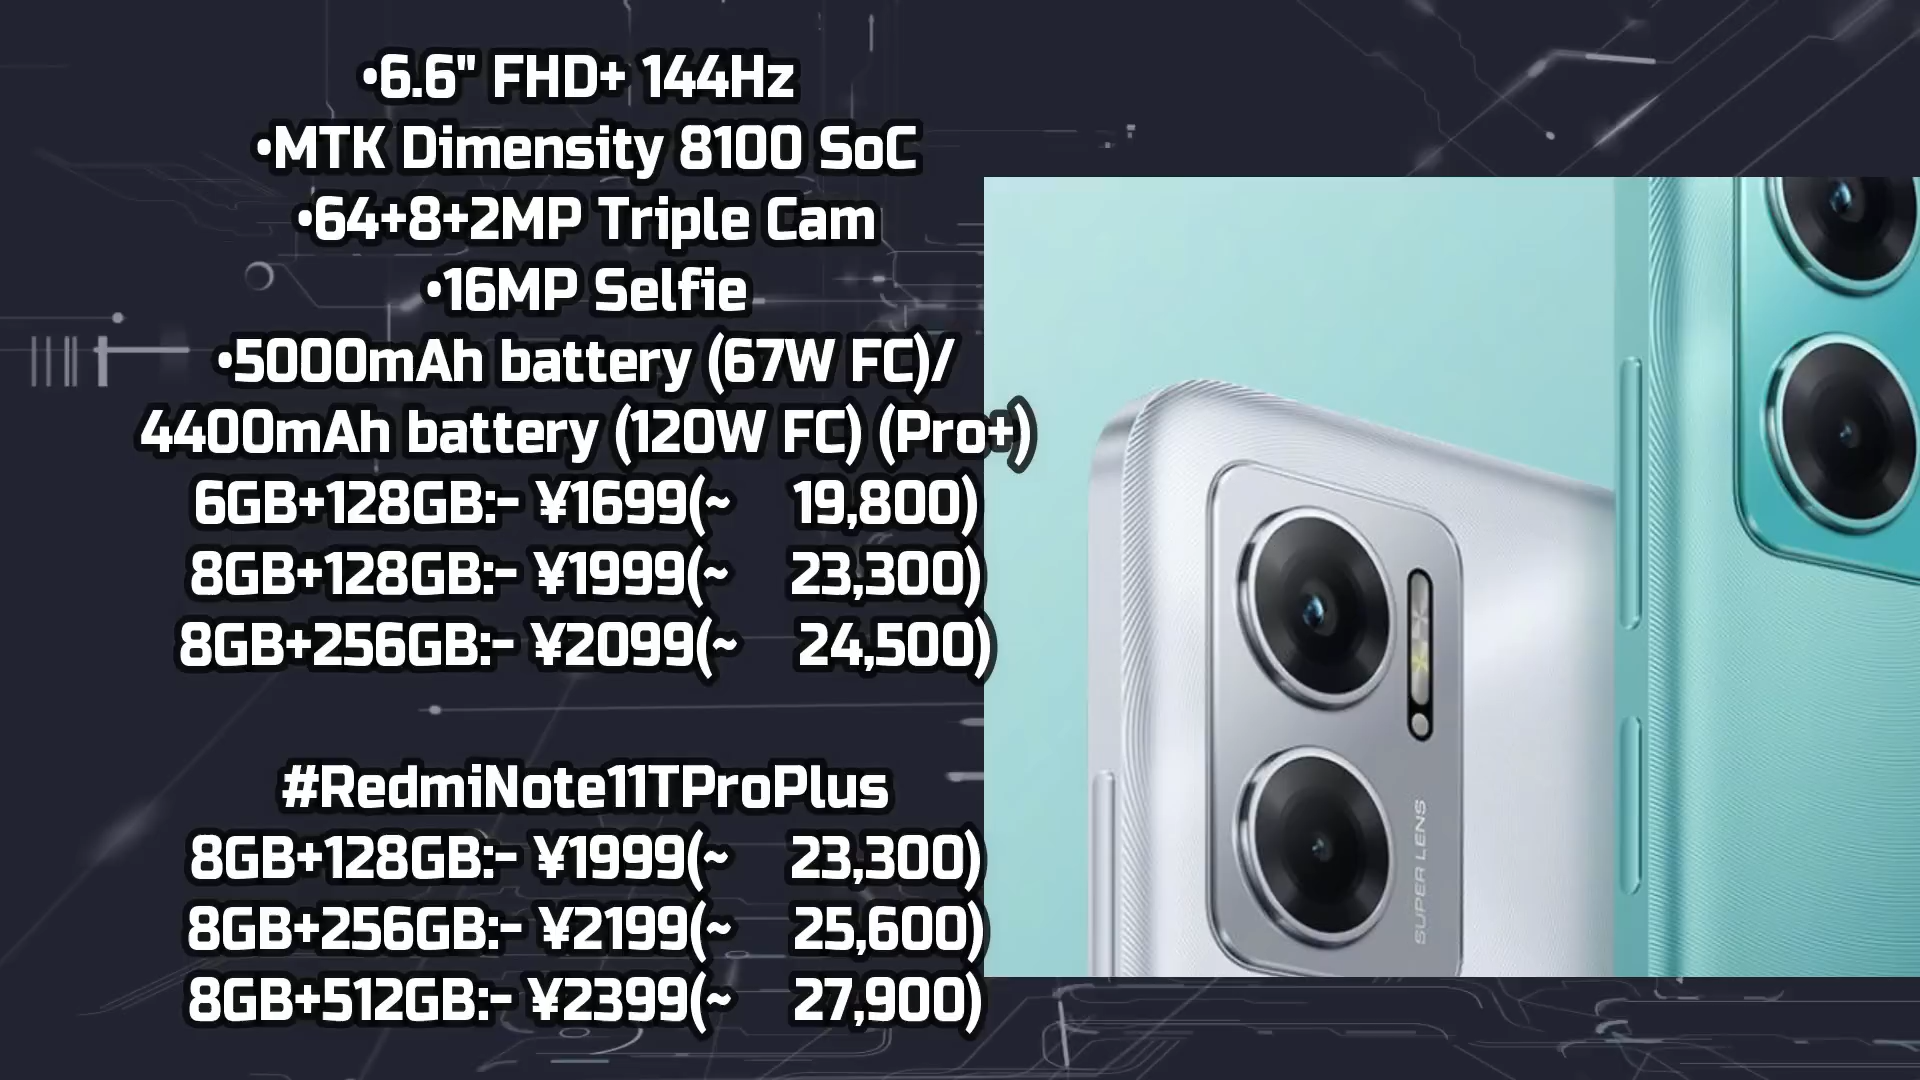 •6.6" FHD+ 144Hz
•MTK Dimensity 8100 SoC
•64+8+2MP Triple Cam
•16MP Selfie
•5000mAh battery (67W FC)/
4400mAh battery (120W FC) (Pro+)
6GB+128GB:- ¥1699(~ 19,800)
8GB+128GB:- ¥1999(~ 23,300)
8GB+256GB:- ¥2099(~ 24,500)
#RedmiNote11TProPlus
8GB+128GB:- ¥1999(~ 23,300)
8GB+256GB:- ¥2199(~ 25,600)
8GB+512GB:- ¥2399(~ 27,900)
SUPER LENS